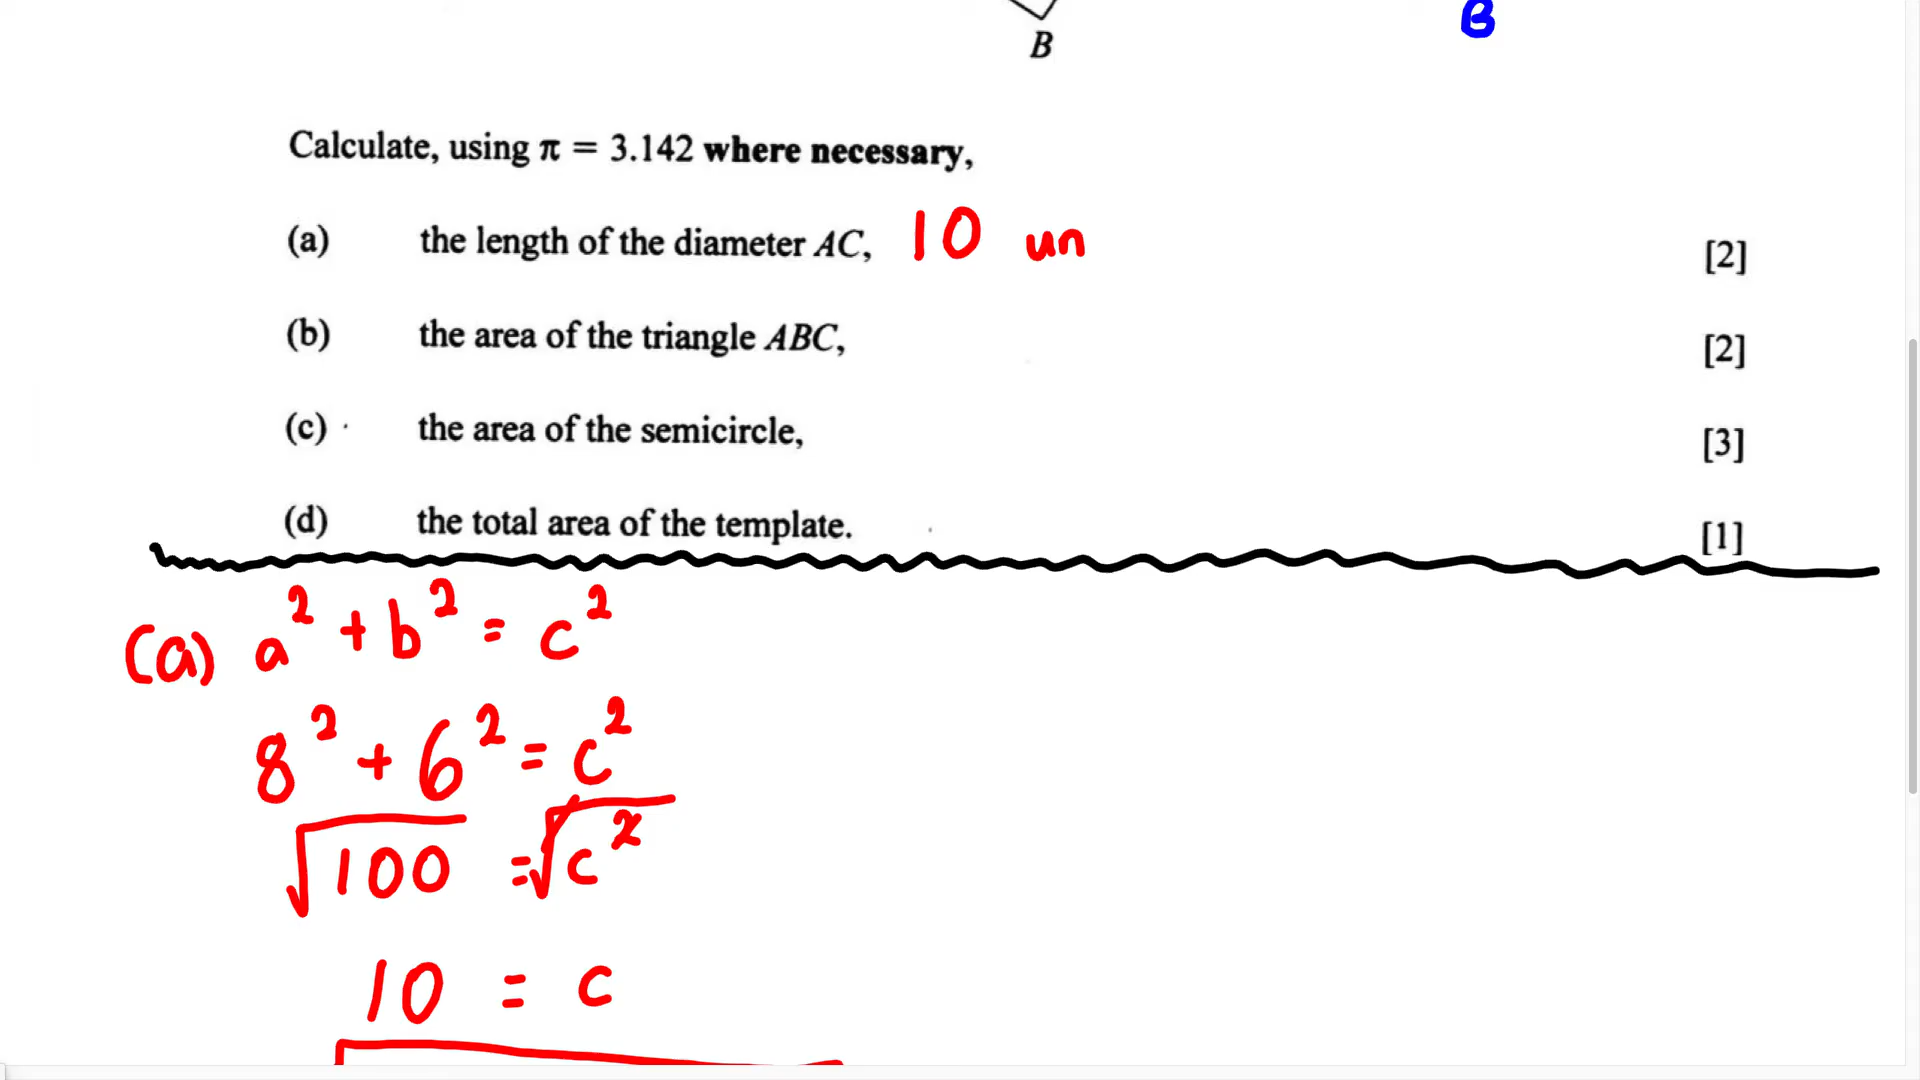 B
B
Calculate, using π = 3.142 where necessary,
(a) the length of the diameter AC, 10 un [2]
(b) the area of the triangle ABC, [2]
(c) the area of the semicircle, [3]
(d) the total area of the template. [1]
(a) a² + b² = c²
8² + 6² = c²
√100 = √c²
10 = c